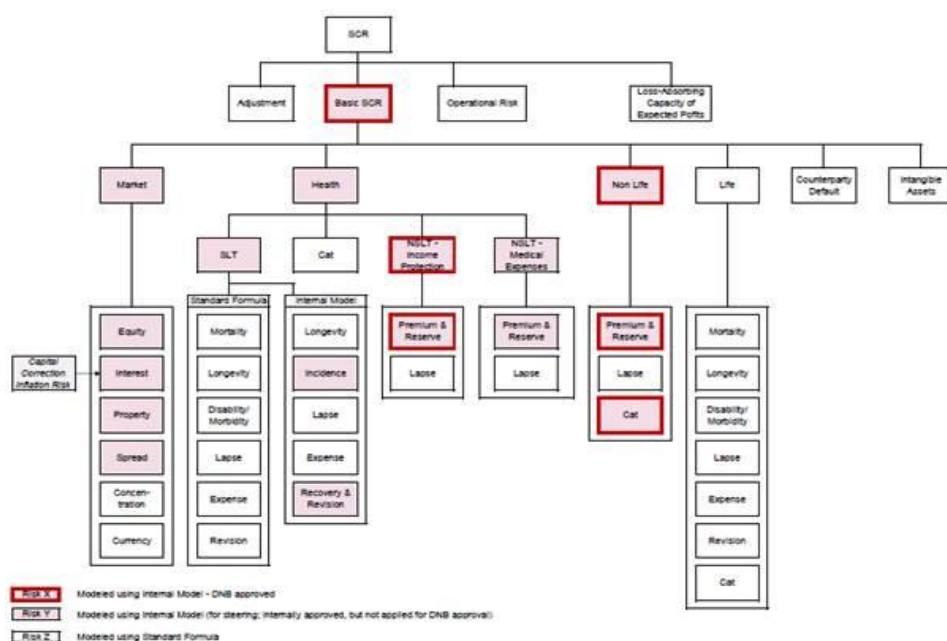 SCR
Adjustment
Basic SCR
Operational Risk
Loss-Absorbing
Capacity of
Expected Pofits
Market
Health
Non Life
Life
Counterparty
Default
Intangible
Assets
SLT
Cat
NSLT -
Income
Protection
NSLT -
Medical
Expenses
Capital
Correction
Inflation Risk
Equity
Interest
Property
Spread
Concen-
tration
Currency
Standard Formula
Mortality
Longevity
Disability/
Morbidity
Lapse
Expense
Revision
Internal Model
Longevity
Incidence
Lapse
Expense
Recovery &
Revision
Premium &
Reserve
Lapse
Premium &
Reserve
Lapse
Premium &
Reserve
Lapse
Cat
Mortality
Longevity
Disability/
Morbidity
Lapse
Expense
Revision
Cat
Risk X Modeled using Internal Model - DNB approved
Risk Y Modeled using Internal Model (for steering; internally approved, but not applied for DNB approval)
Risk Z Modeled using Standard Formula